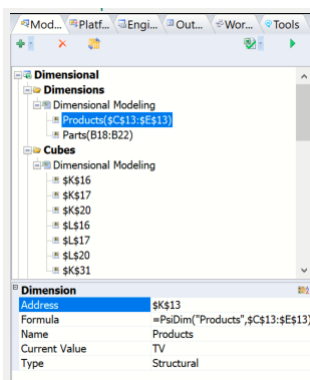 Mod... Platf... Engi... Out... Wor... Tools
Dimensional
Dimensions
Dimensional Modeling
Products($C$13:$E$13)
Parts(B18:B22)
Cubes
Dimensional Modeling
$K$16
$K$17
$K$20
$L$16
$L$17
$L$20
$K$31
Dimension
Address $K$13
Formula =PsiDim("Products",$C$13:$E$13)
Name Products
Current Value TV
Type Structural